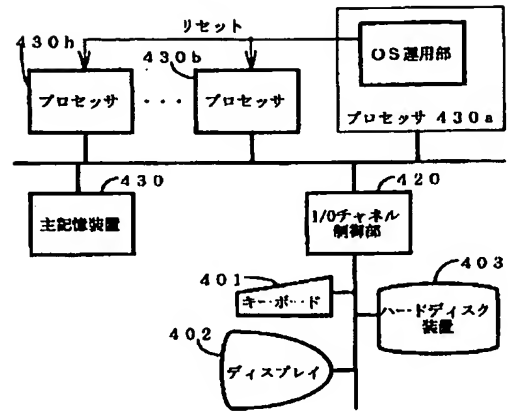 リセット
430h
430b
OS運用部
プロセッサ
・・・
プロセッサ
プロセッサ 430a
430
420
主記憶装置
I/Oチャネル
制御部
401
403
キーボード
ハードディスク
装置
402
ディスプレイ